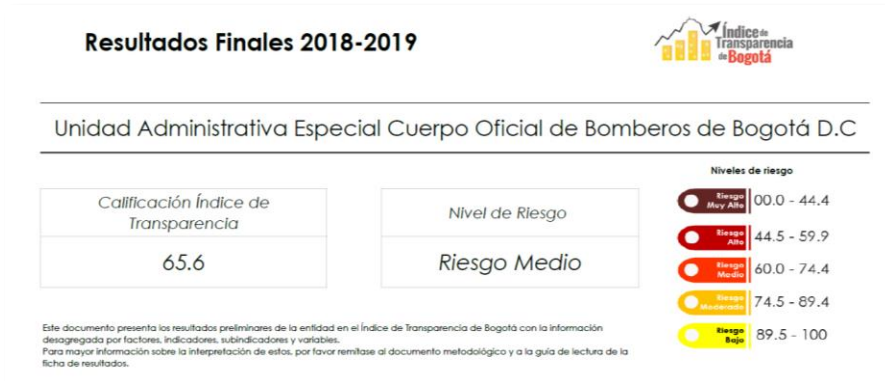 Resultados Finales 2018-2019
Índice de
Transparencia
de Bogotá
Unidad Administrativa Especial Cuerpo Oficial de Bomberos de Bogotá D.C
Niveles de riesgo
Calificación Índice de
Transparencia
65.6
Nivel de Riesgo
Riesgo Medio
Riesgo
Muy Alto
00.0 - 44.4
Riesgo
Alto
44.5 - 59.9
Riesgo
Medio
60.0 - 74.4
Riesgo
Moderado
74.5 - 89.4
Riesgo
Bajo
89.5 - 100
Este documento presenta los resultados preliminares de la entidad en el Índice de Transparencia de Bogotá con la información
desagregada por factores, indicadores, subindicadores y variables.
Para mayor información sobre la interpretación de estos, por favor remítase al documento metodológico y a la guía de lectura de la
ficha de resultados.